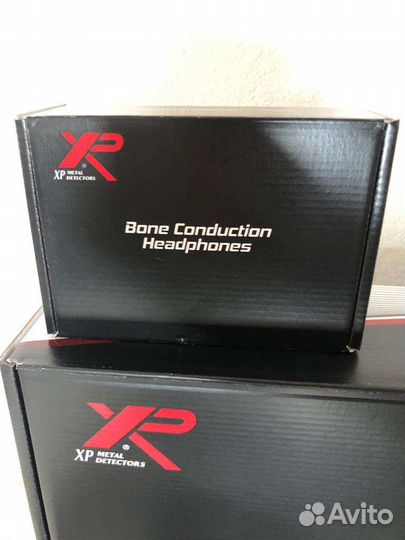 XP
XP METAL
DETECTORS
®
Bone Conduction
Headphones
XP
®
XP METAL
DETECTORS
Avito